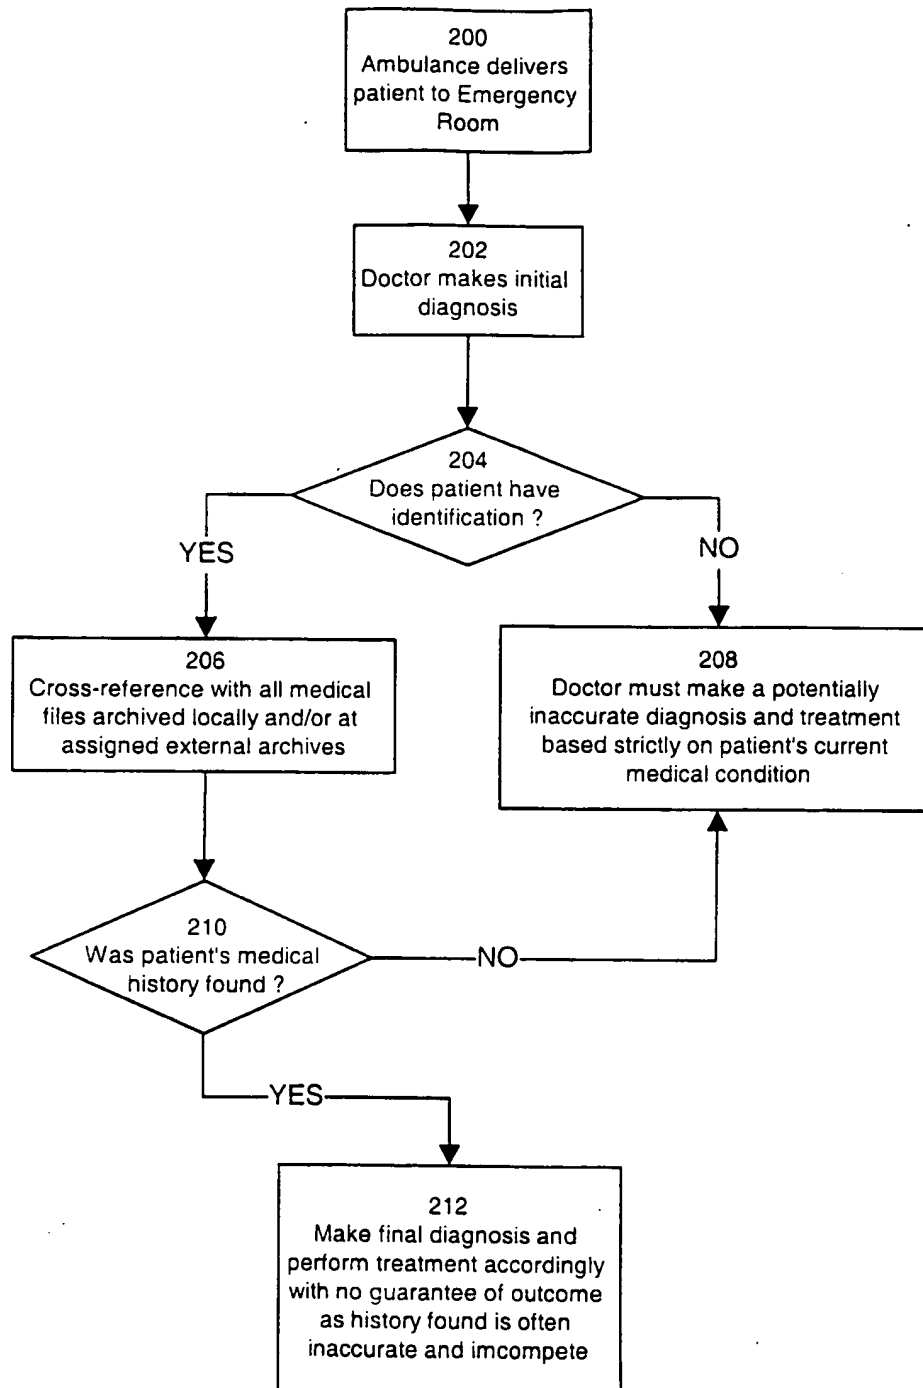 200
Ambulance delivers
patient to Emergency
Room
202
Doctor makes initial
diagnosis
204
Does patient have
identification ?
YES
NO
206
Cross-reference with all medical
files archived locally and/or at
assigned external archives
208
Doctor must make a potentially
inaccurate diagnosis and treatment
based strictly on patient's current
medical condition
210
Was patient's medical
history found ?
NO
YES
212
Make final diagnosis and
perform treatment accordingly
with no guarantee of outcome
as history found is often
inaccurate and imcompete